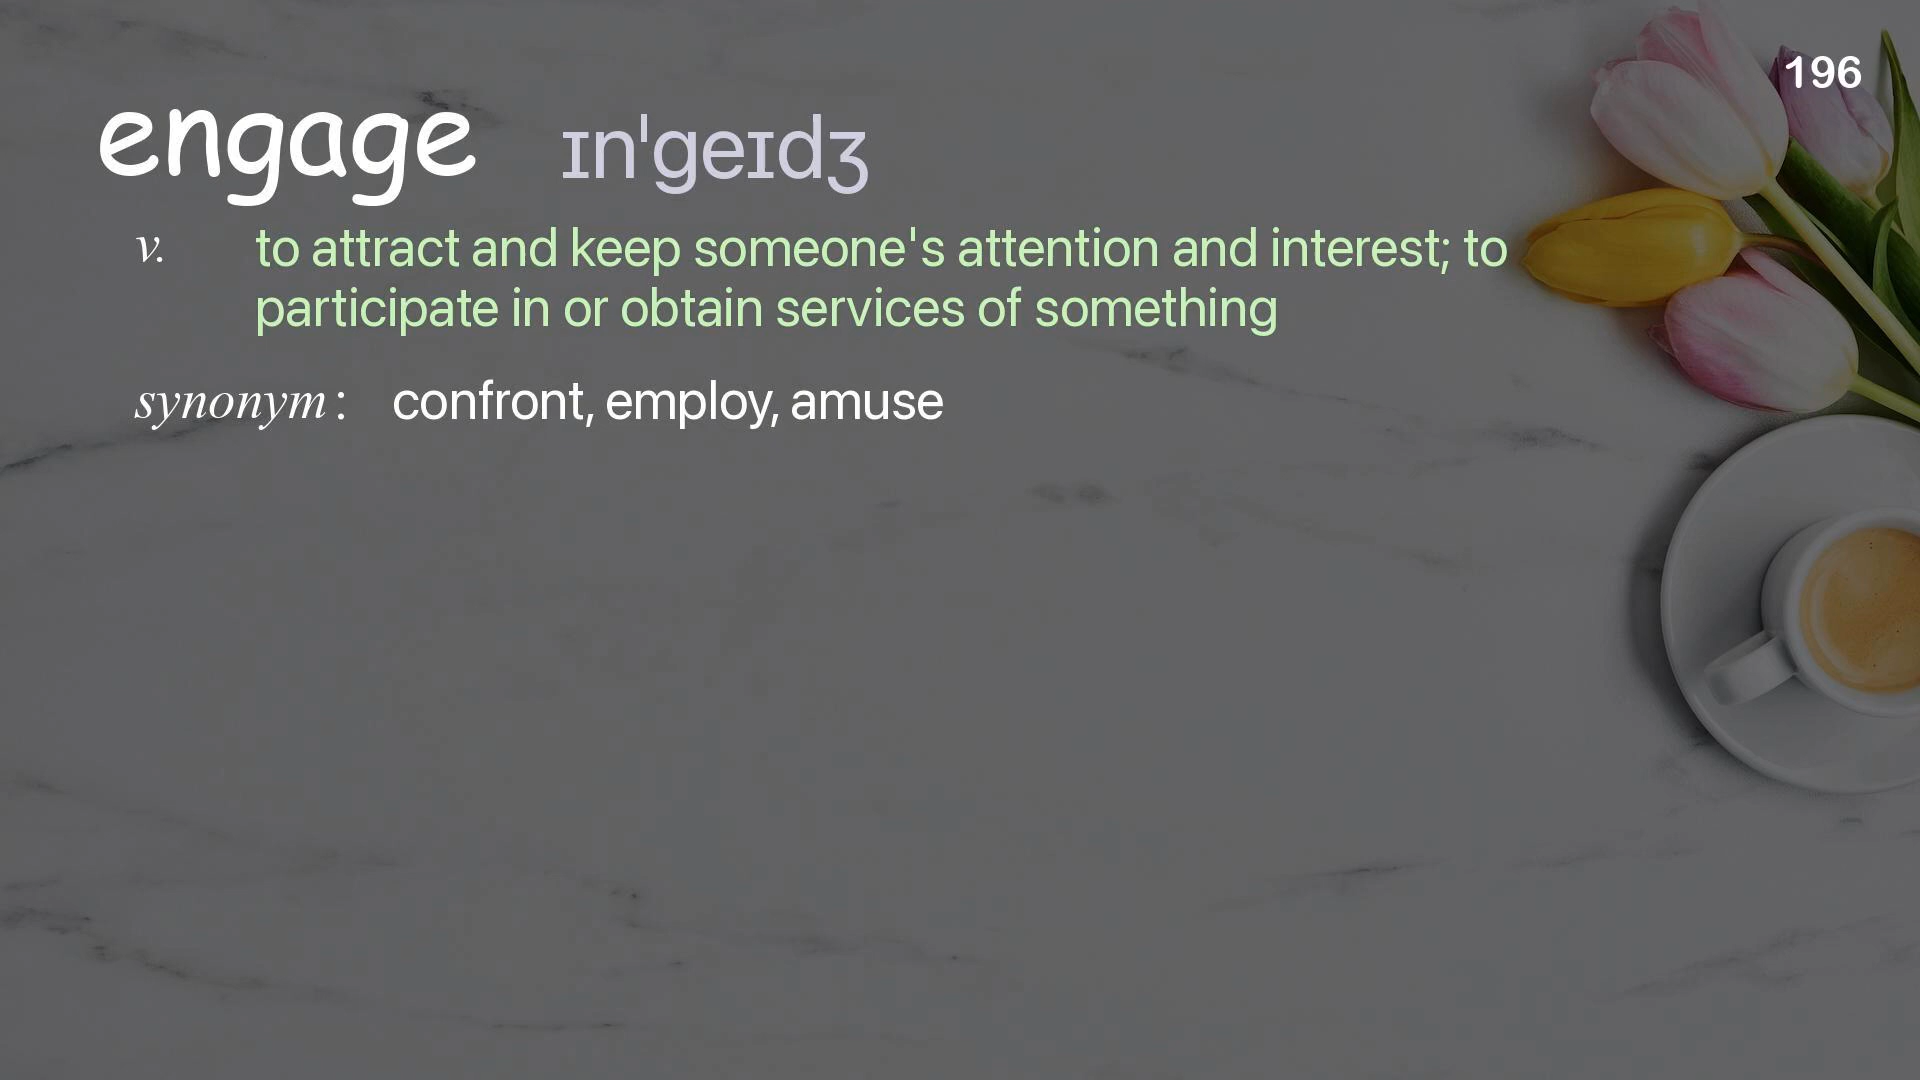 196
engage ɪnˈgeɪdʒ
v. to attract and keep someone's attention and interest; to
participate in or obtain services of something
synonym: confront, employ, amuse